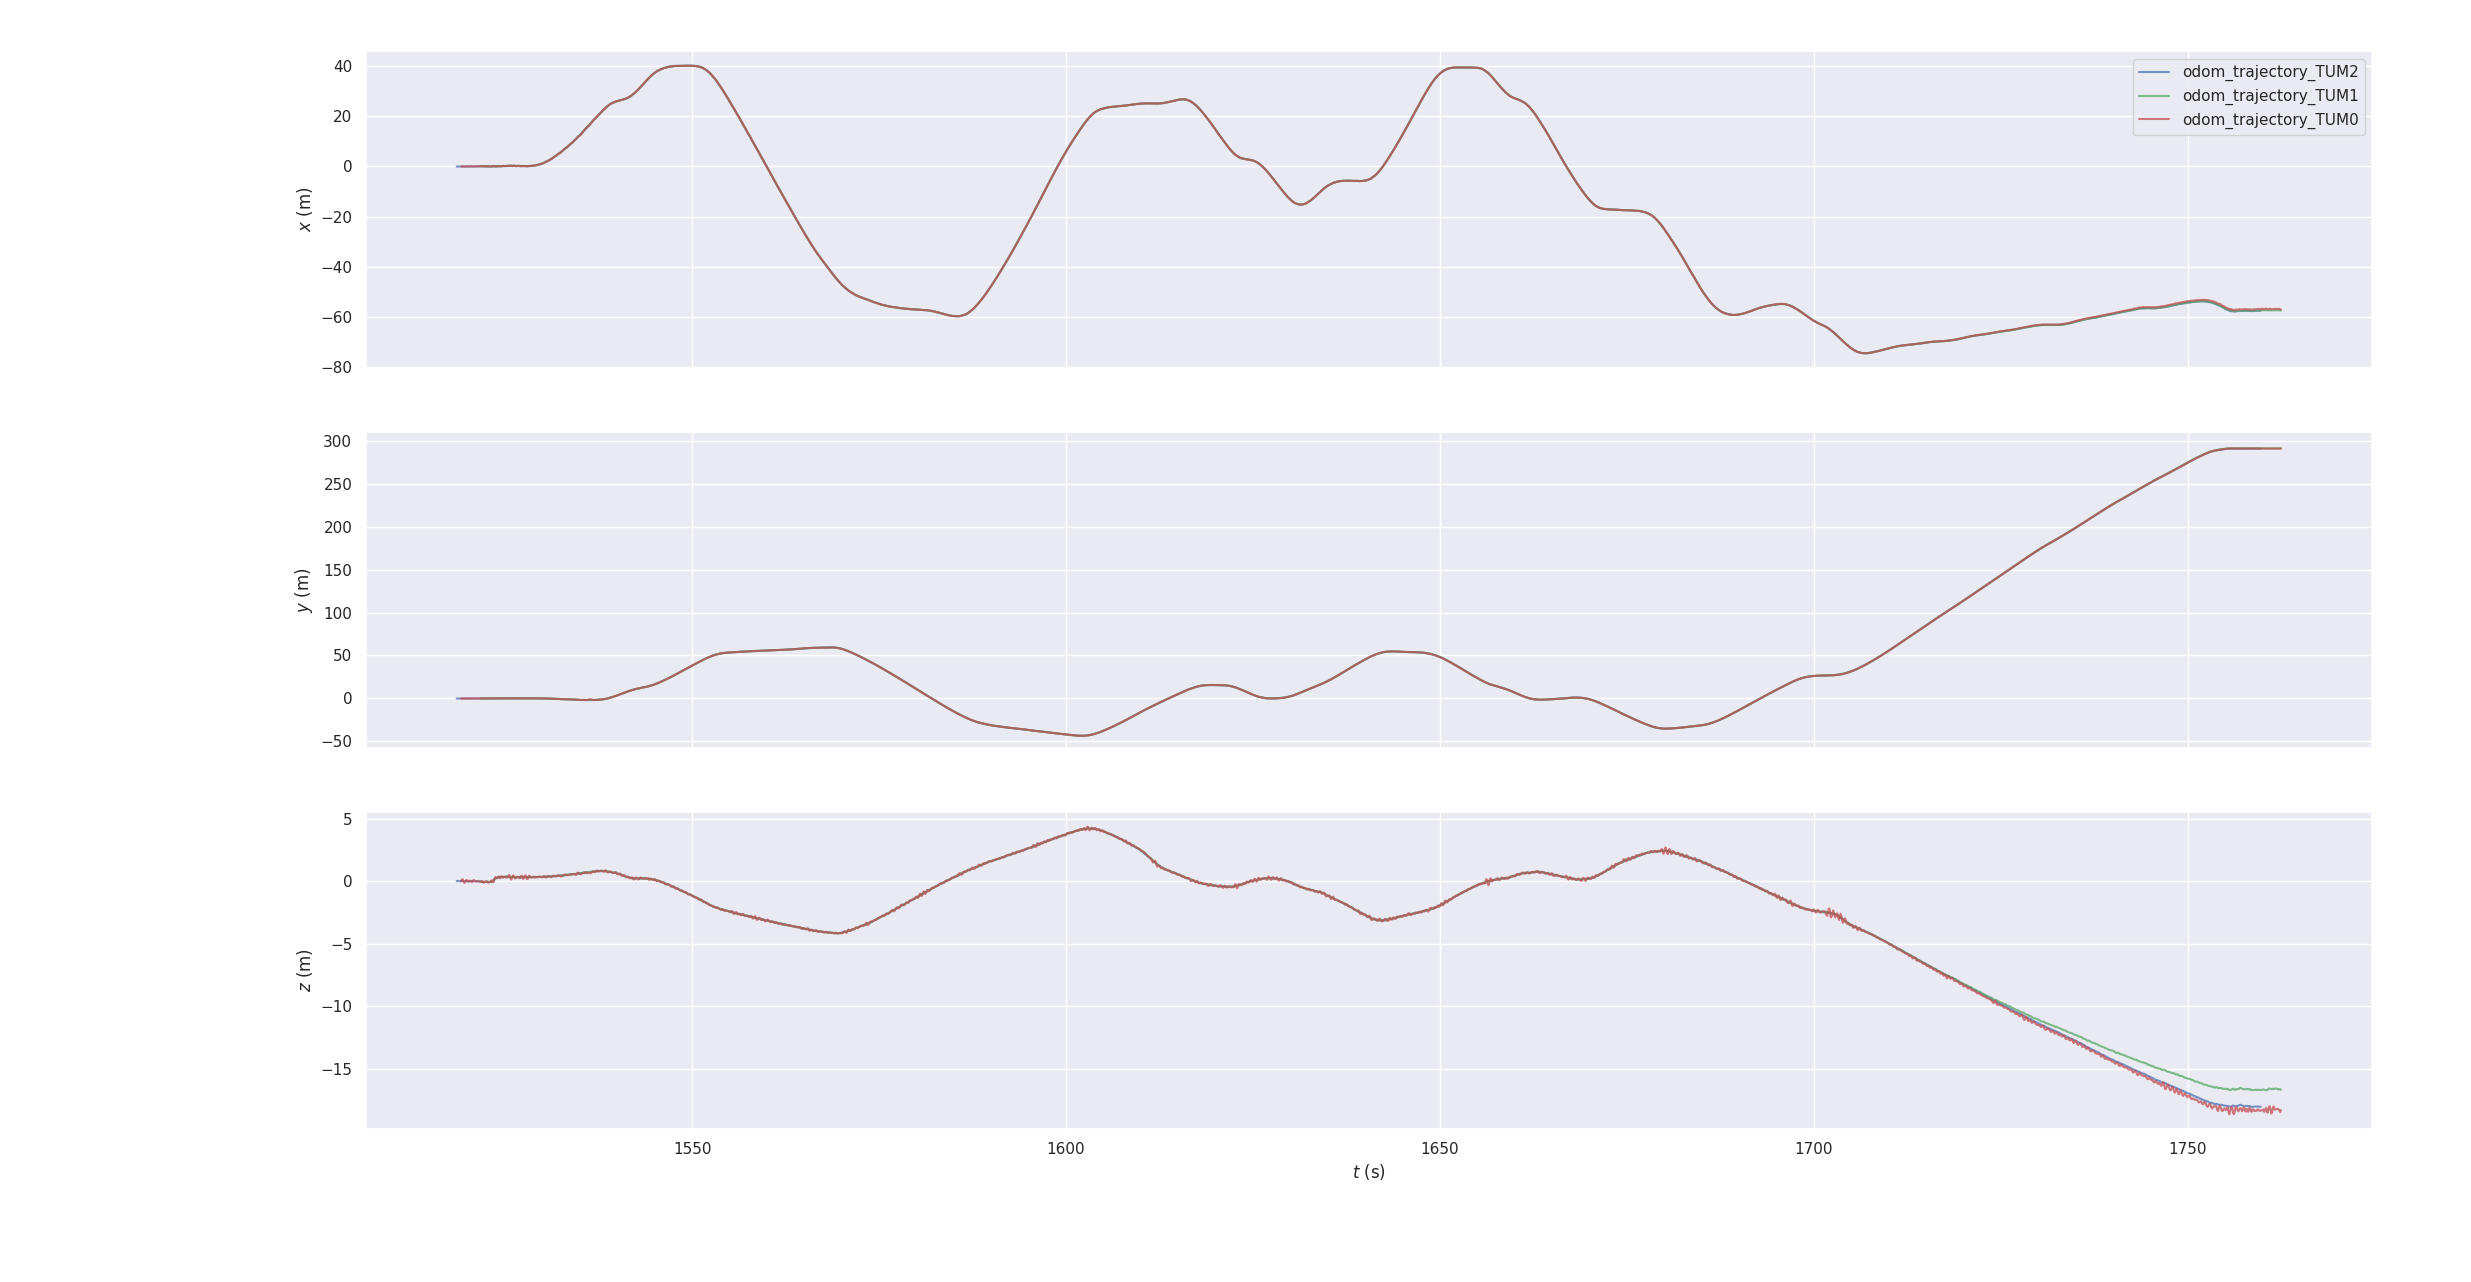 40
20
0
−20
−40
−60
−80
x (m)
odom_trajectory_TUM2
odom_trajectory_TUM1
odom_trajectory_TUM0
300
250
200
150
100
50
0
−50
y (m)
5
0
−5
−10
−15
z (m)
1550 1600 1650 1700 1750
t (s)